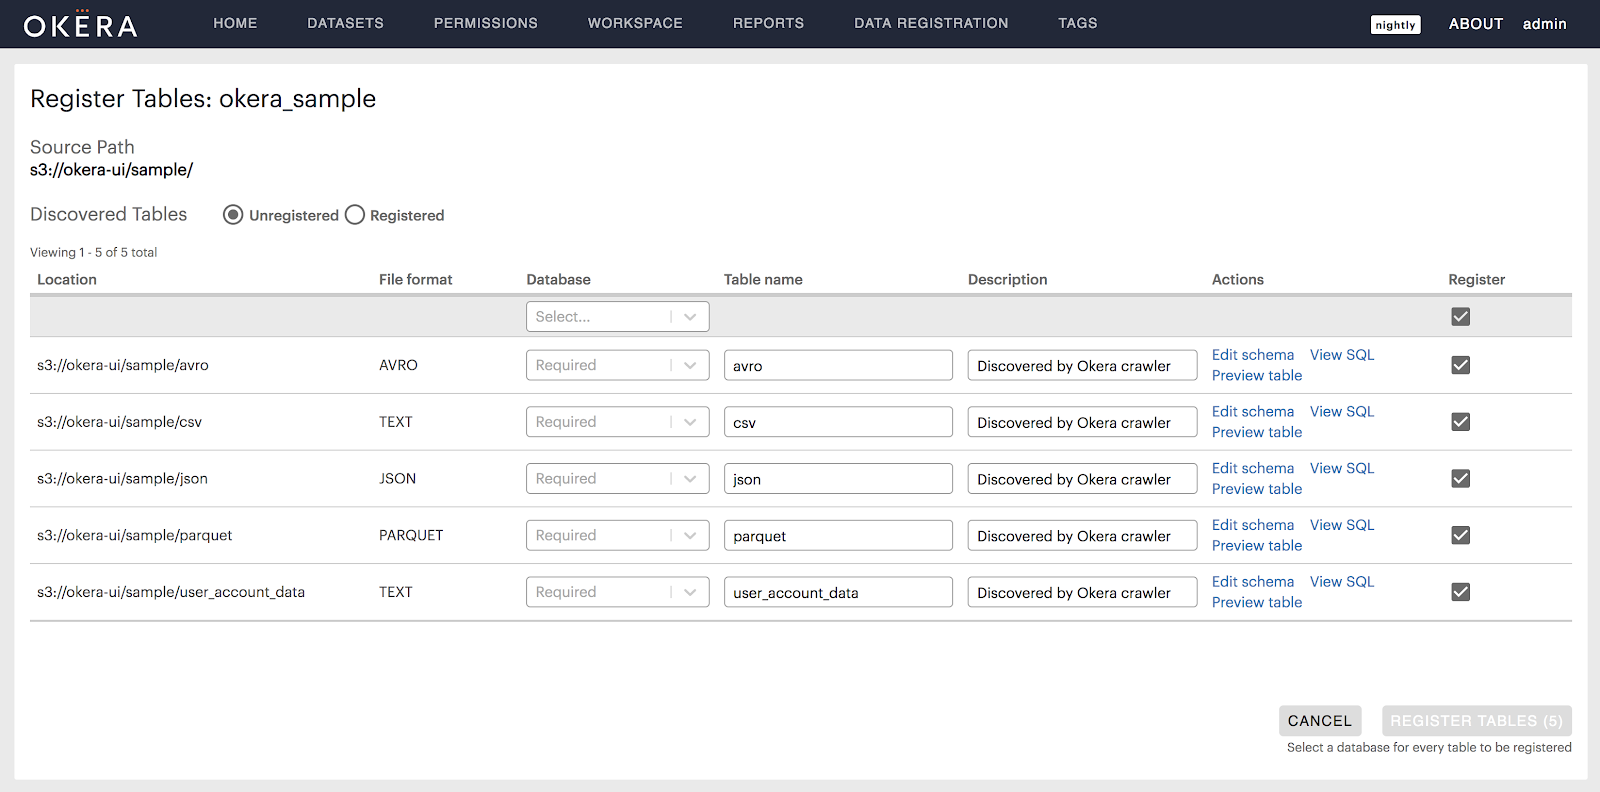 OKERA HOME DATASETS PERMISSIONS WORKSPACE REPORTS DATA REGISTRATION TAGS nightly ABOUT admin
Register Tables: okera_sample
Source Path
s3://okera-ui/sample/
Discovered Tables Unregistered Registered
Viewing 1 - 5 of 5 total
Location File format Database Table name Description Actions Register
Select...
s3://okera-ui/sample/avro AVRO Required avro Discovered by Okera crawler Edit schema View SQL
Preview table
s3://okera-ui/sample/csv TEXT Required csv Discovered by Okera crawler Edit schema View SQL
Preview table
s3://okera-ui/sample/json JSON Required json Discovered by Okera crawler Edit schema View SQL
Preview table
s3://okera-ui/sample/parquet PARQUET Required parquet Discovered by Okera crawler Edit schema View SQL
Preview table
s3://okera-ui/sample/user_account_data TEXT Required user_account_data Discovered by Okera crawler Edit schema View SQL
Preview table
CANCEL REGISTER TABLES (5)
Select a database for every table to be registered